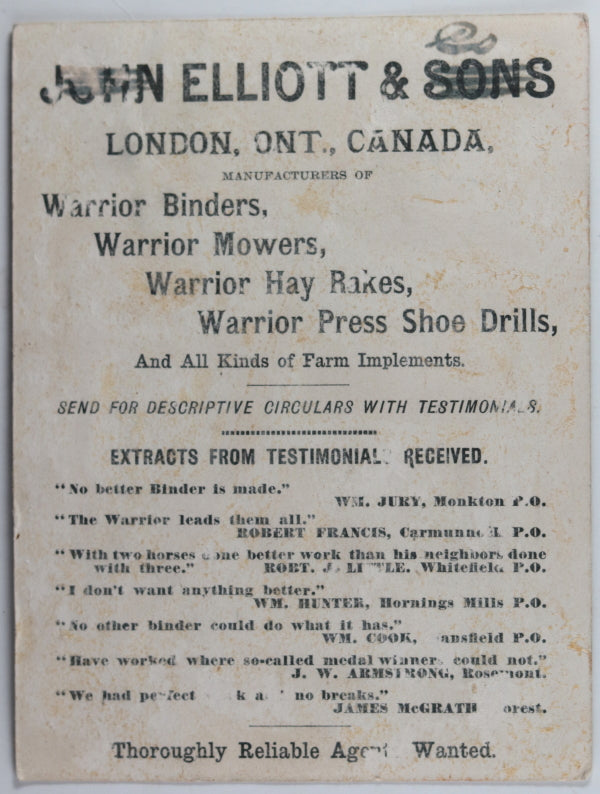 Co
JOHN ELLIOTT & SONS
LONDON, ONT., CANADA,
MANUFACTURERS OF
Warrior Binders,
Warrior Mowers,
Warrior Hay Rakes,
Warrior Press Shoe Drills,
And All Kinds of Farm Implements.
SEND FOR DESCRIPTIVE CIRCULARS WITH TESTIMONIALS.
EXTRACTS FROM TESTIMONIALS RECEIVED.
"No better Binder is made."
WM. JURY, Monkton P.O.
"The Warrior leads them all."
ROBERT FRANCIS, P.O.
"With two horses done better work than his neighbors done
with three." ROBT. J. LITTLE, Whitefield P.O.
"I don't want anything better."
WM. HUNTER, Hornings Mills P.O.
"No other binder could do what it has."
WM. COOK, P.O.
"Have worked where so-called medal winners could not."
J. W. ARMSTRONG, Rosemont.
"We had perfect no breaks."
JAMES McGRATH
Thoroughly Reliable Agents Wanted.